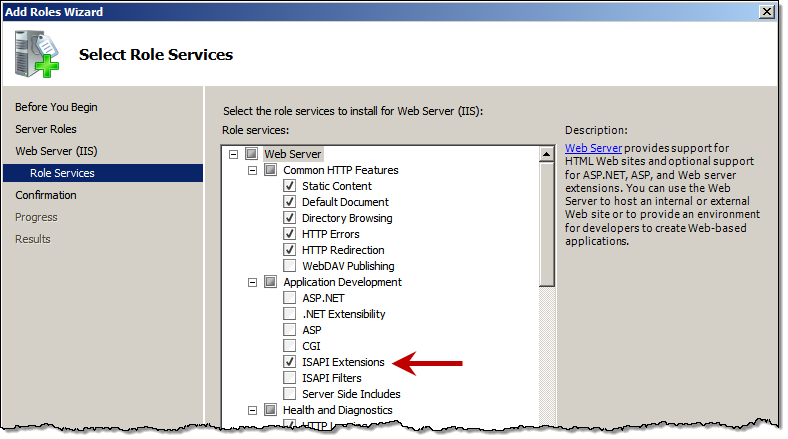 Add Roles Wizard
Select Role Services
Before You Begin
Server Roles
Web Server (IIS)
Role Services
Confirmation
Progress
Results
Select the role services to install for Web Server (IIS):
Role services:
Web Server
Common HTTP Features
Static Content
Default Document
Directory Browsing
HTTP Errors
HTTP Redirection
WebDAV Publishing
Application Development
ASP.NET
.NET Extensibility
ASP
CGI
ISAPI Extensions
ISAPI Filters
Server Side Includes
Health and Diagnostics
HTTP
Description:
Web Server provides support for
HTML Web sites and optional support
for ASP.NET, ASP, and Web server
extensions. You can use the Web
Server to host an internal or external
Web site or to provide an environment
for developers to create Web-based
applications.